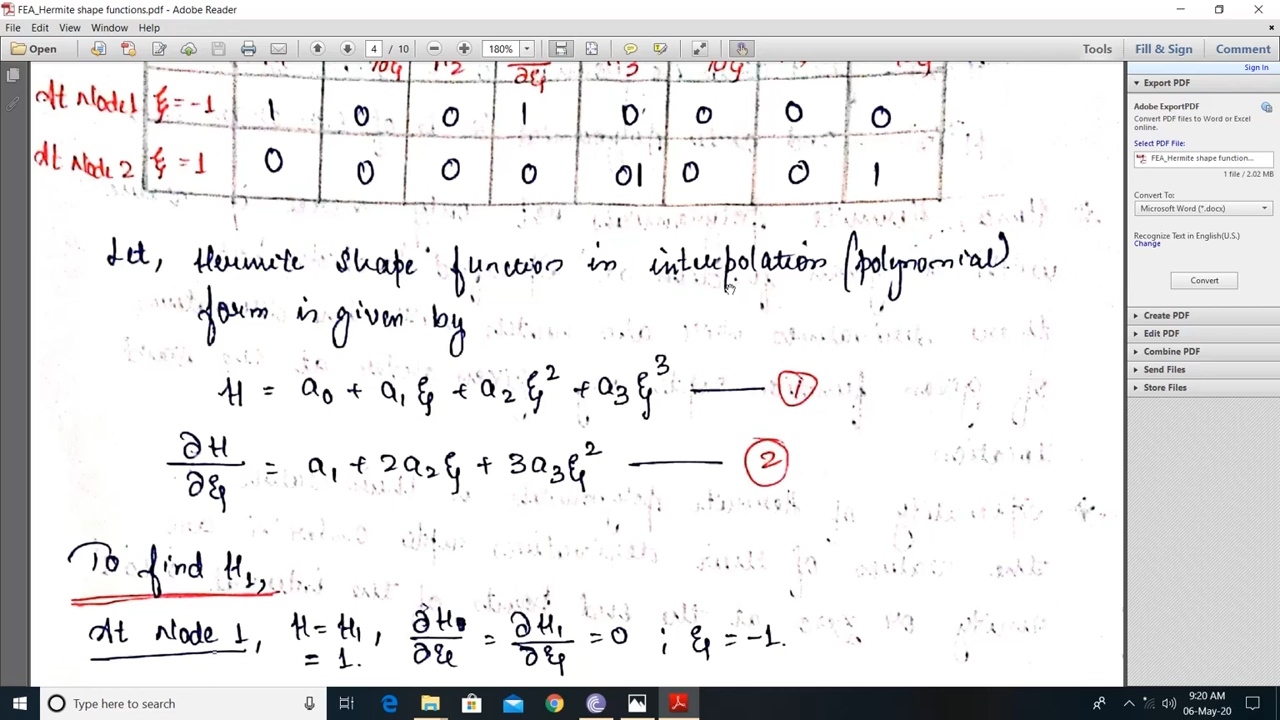 FEA_Hermite shape functions.pdf - Adobe Reader
File Edit View Window Help
Open 4 / 10 180% Tools Fill & Sign Comment
Sign In
Export PDF
Adobe ExportPDF
Convert PDF files to Word or Excel online.
Select PDF File:
FEA_Hermite shape function...
1 file / 2.02 MB
Convert To:
Microsoft Word (*.docx)
Recognize Text in English(U.S.)
Change
Convert
Create PDF
Edit PDF
Combine PDF
Send Files
Store Files
At Node 1 ξ = -1 1 0 0 1 0 0 0 0
At Node 2 ξ = 1 0 0 0 0 01 0 0 1
Let, Hermite shape function in interpolation (polynomial)
form is given by
H = a₀ + a₁ξ + a₂ξ² + a₃ξ³ —— ①
∂H/∂ξ = a₁ + 2a₂ξ + 3a₃ξ² —— ②
To find H₁,
At Node 1, H = H₁ = 1. , ∂H/∂ξ = ∂H₁/∂ξ = 0 ; ξ = -1.
Type here to search
9:20 AM
06-May-20